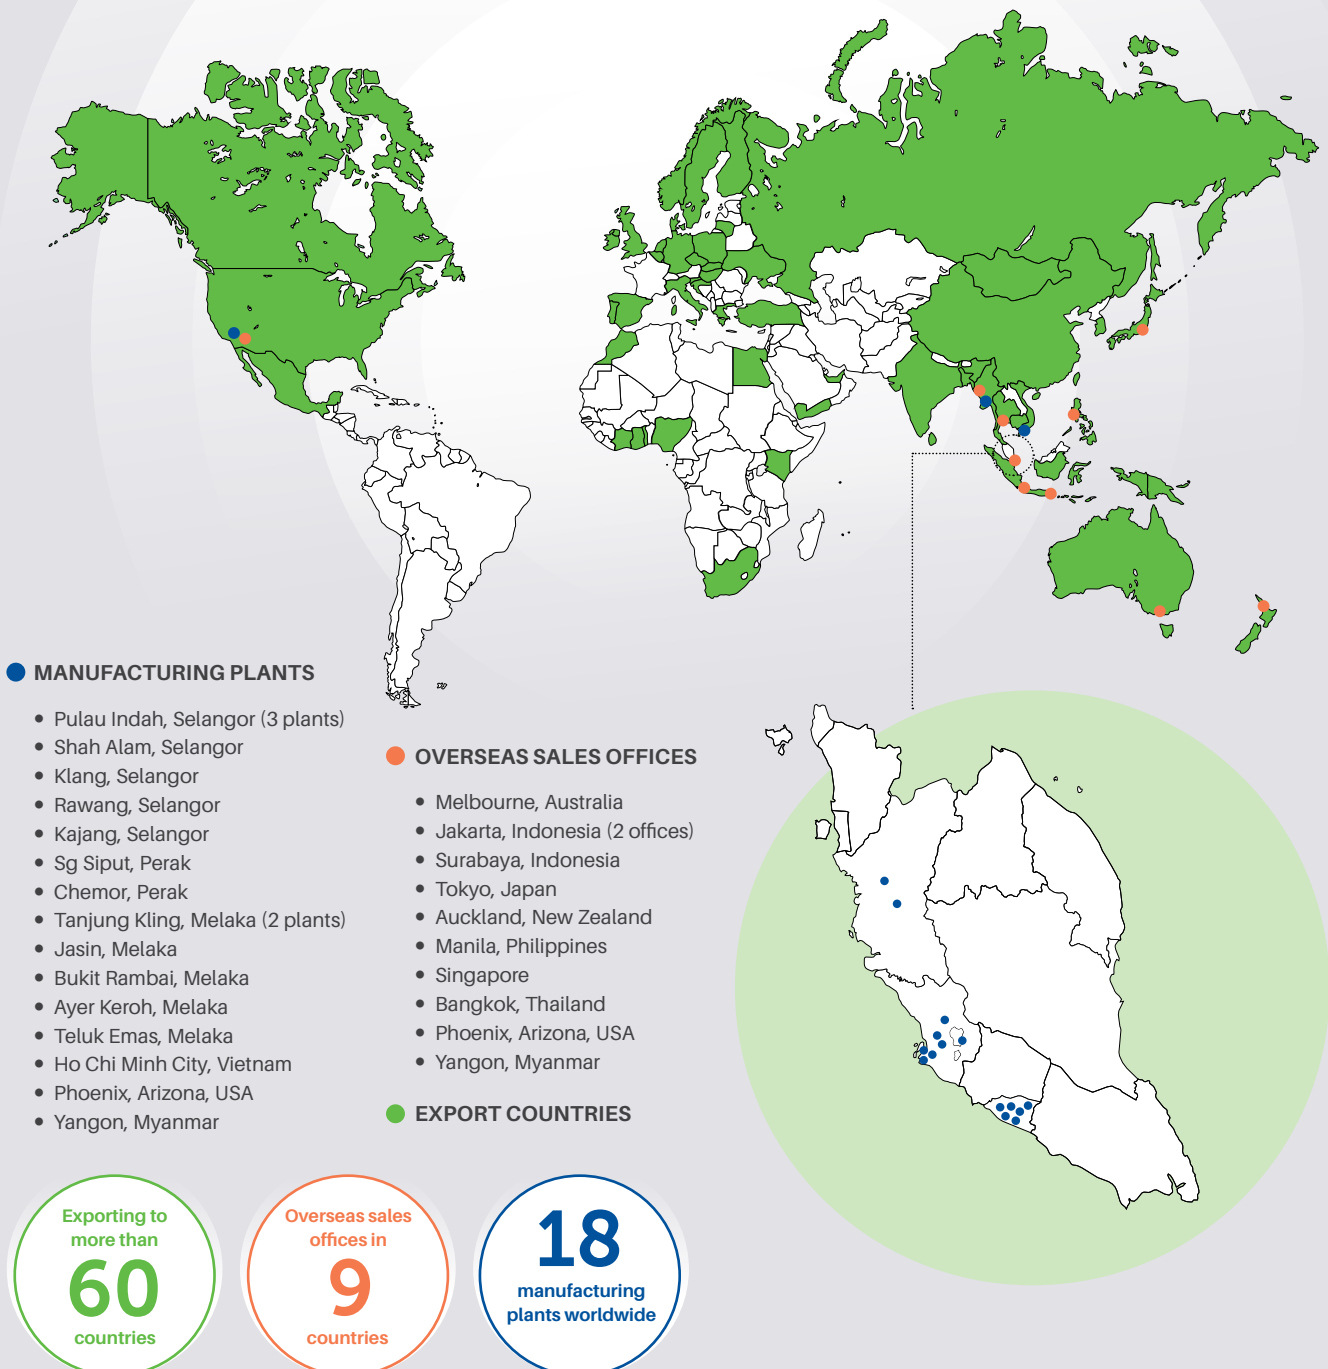 MANUFACTURING PLANTS
• Pulau Indah, Selangor (3 plants)
• Shah Alam, Selangor
• Klang, Selangor
• Rawang, Selangor
• Kajang, Selangor
• Sg Siput, Perak
• Chemor, Perak
• Tanjung Kling, Melaka (2 plants)
• Jasin, Melaka
• Bukit Rambai, Melaka
• Ayer Keroh, Melaka
• Teluk Emas, Melaka
• Ho Chi Minh City, Vietnam
• Phoenix, Arizona, USA
• Yangon, Myanmar
OVERSEAS SALES OFFICES
• Melbourne, Australia
• Jakarta, Indonesia (2 offices)
• Surabaya, Indonesia
• Tokyo, Japan
• Auckland, New Zealand
• Manila, Philippines
• Singapore
• Bangkok, Thailand
• Phoenix, Arizona, USA
• Yangon, Myanmar
EXPORT COUNTRIES
Exporting to
more than
60
countries
Overseas sales
offices in
9
countries
18
manufacturing
plants worldwide